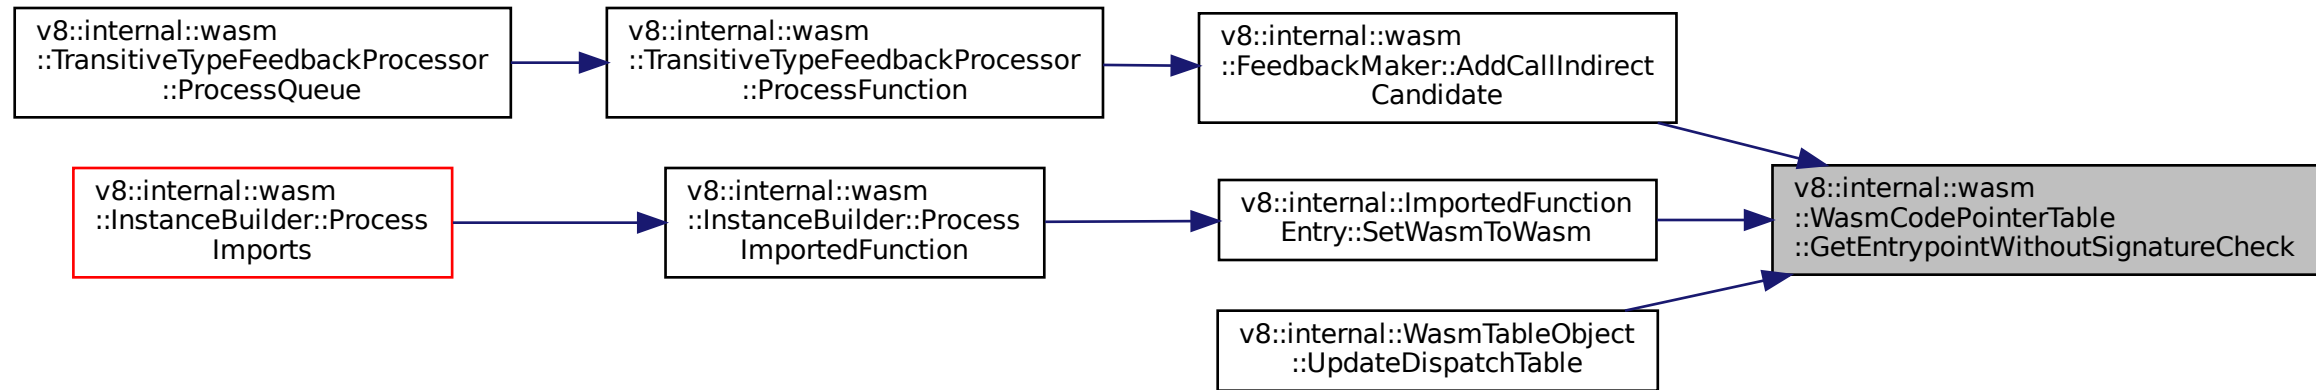 v8::internal::wasm
::TransitiveTypeFeedbackProcessor
::ProcessQueue
v8::internal::wasm
::TransitiveTypeFeedbackProcessor
::ProcessFunction
v8::internal::wasm
::FeedbackMaker::AddCallIndirect
Candidate
v8::internal::wasm
::InstanceBuilder::Process
Imports
v8::internal::wasm
::InstanceBuilder::Process
ImportedFunction
v8::internal::ImportedFunction
Entry::SetWasmToWasm
v8::internal::wasm
::WasmCodePointerTable
::GetEntrypointWithoutSignatureCheck
v8::internal::WasmTableObject
::UpdateDispatchTable